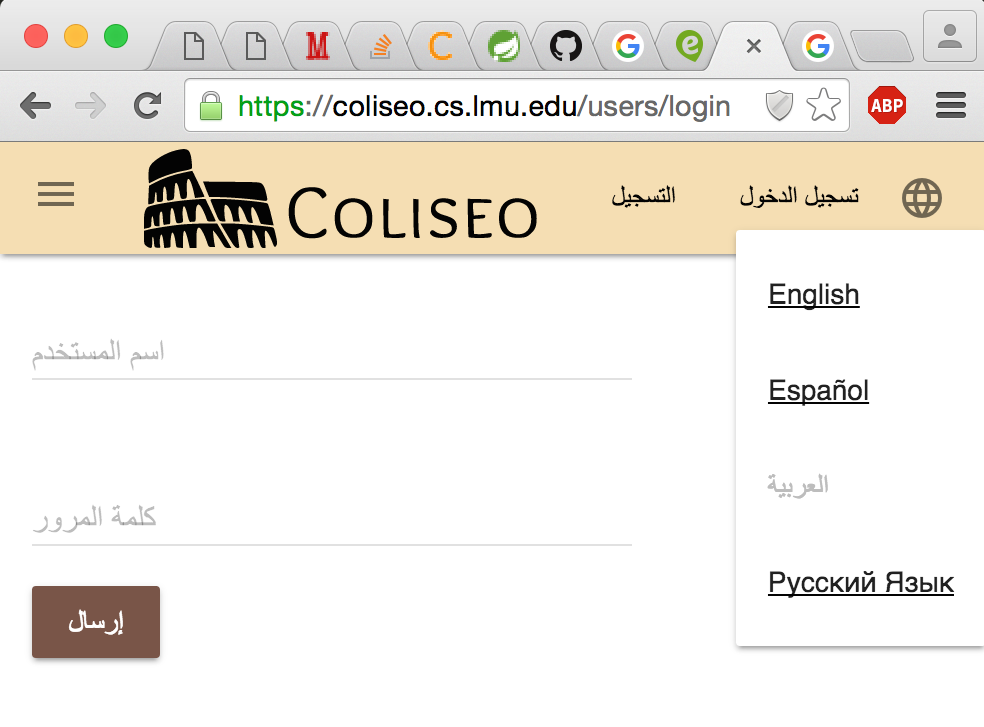 https://coliseo.cs.lmu.edu/users/login
ABP
COLISEO
التسجيل
تسجيل الدخول
English
اسم المستخدم
Español
العربية
كلمة المرور
Русский Язык
إرسال